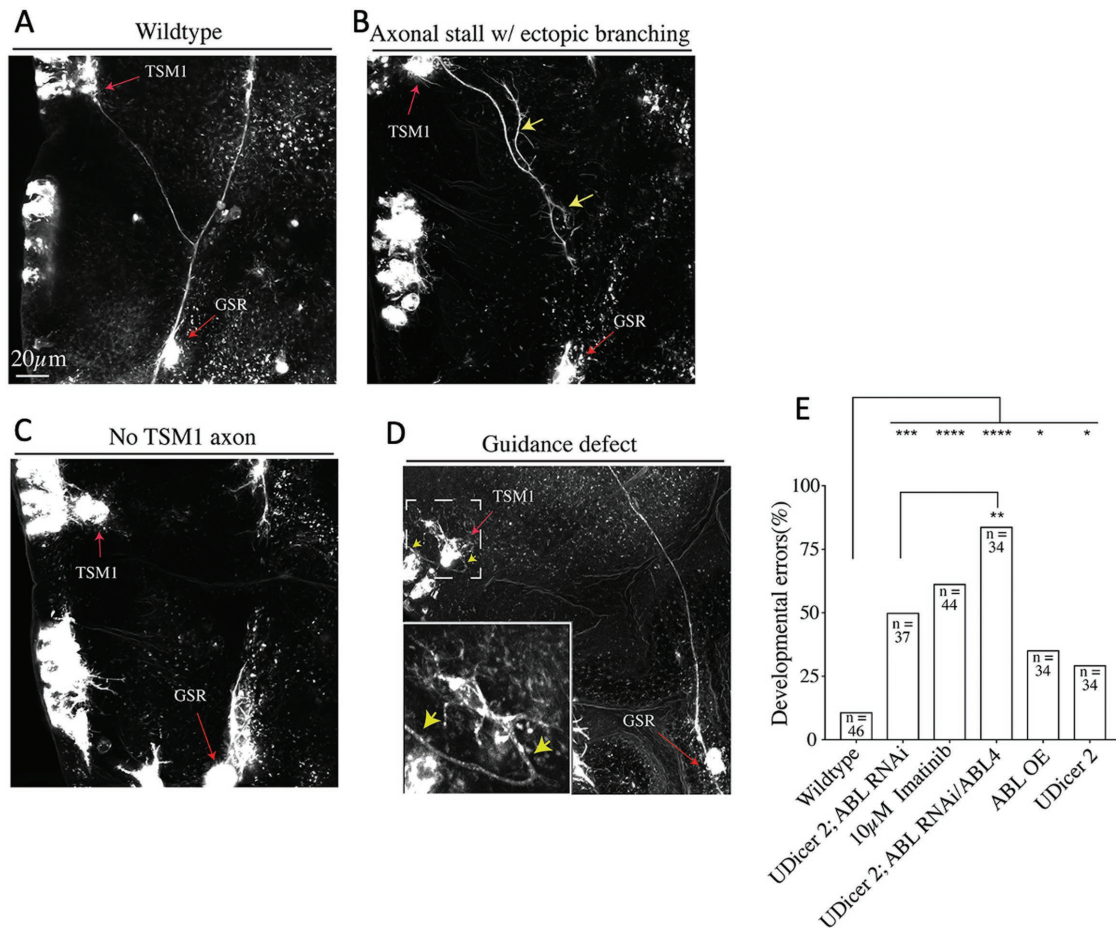 A
Wildtype
TSM1
GSR
20μm
B
Axonal stall w/ ectopic branching
TSM1
GSR
C
No TSM1 axon
TSM1
GSR
D
Guidance defect
TSM1
GSR
E
*** **** **** * *
**
Developmental errors(%)
100
75
50
25
0
n =
46
n =
37
n =
44
n =
34
n =
34
n =
34
Wildtype
UDicer 2; ABL RNAi
10μM Imatinib
UDicer 2; ABL RNAi/ABL4
ABL OE
UDicer 2